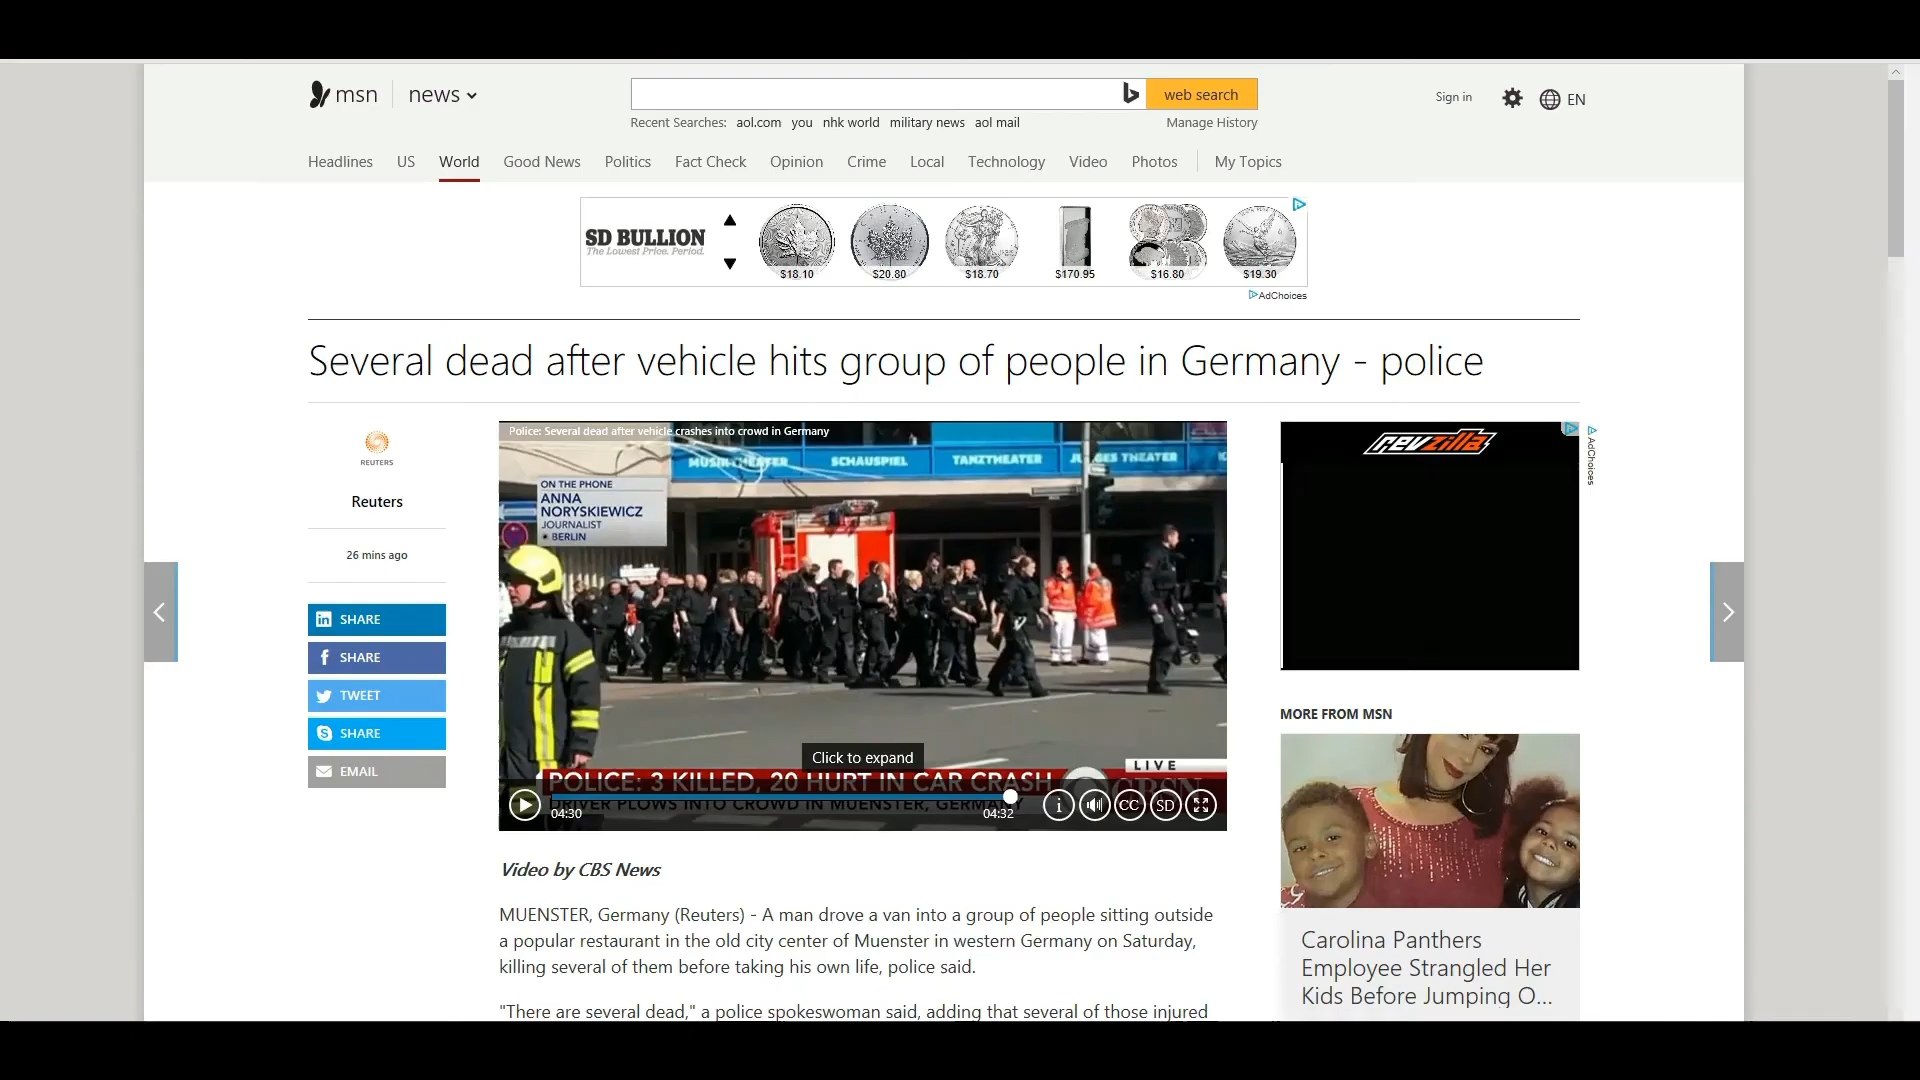 msn news
web search
Sign in
EN
Recent Searches: aol.com you nhk world military news aol mail
Manage History
Headlines US World Good News Politics Fact Check Opinion Crime Local Technology Video Photos My Topics
SD BULLION
The Lowest Price. Period.
$18.10 $20.80 $18.70 $170.95 $16.80 $19.30
AdChoices
Several dead after vehicle hits group of people in Germany - police
REUTERS
Reuters
26 mins ago
SHARE
SHARE
TWEET
SHARE
EMAIL
Police: Several dead after vehicle crashes into crowd in Germany
SCHAUSPIEL TANZTHEATER
ON THE PHONE
ANNA
NORYSKIEWICZ
JOURNALIST
BERLIN
Click to expand
LIVE
POLICE: 3 KILLED, 20 HURT IN CAR CRASH
DRIVER PLOWS INTO CROWD IN MUENSTER, GERMANY
04:30
04:32
i
CC
SD
Video by CBS News
MUENSTER, Germany (Reuters) - A man drove a van into a group of people sitting outside
a popular restaurant in the old city center of Muenster in western Germany on Saturday,
killing several of them before taking his own life, police said.
"There are several dead," a police spokeswoman said, adding that several of those injured
revzilla
AdChoices
MORE FROM MSN
Carolina Panthers
Employee Strangled Her
Kids Before Jumping O...